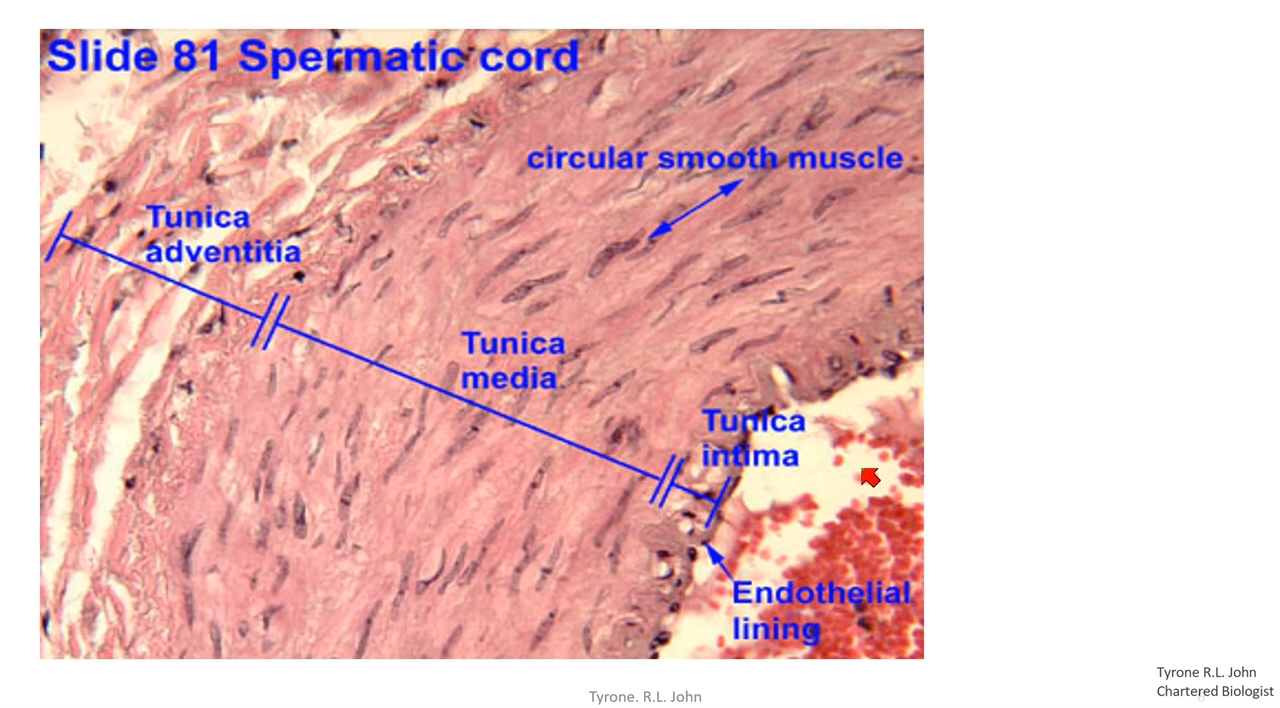 Slide 81 Spermatic cord
circular smooth muscle
Tunica
adventitia
Tunica
media
Tunica
intima
Endothelial
lining
Tyrone. R.L. John
Tyrone R.L. John
Chartered Biologist